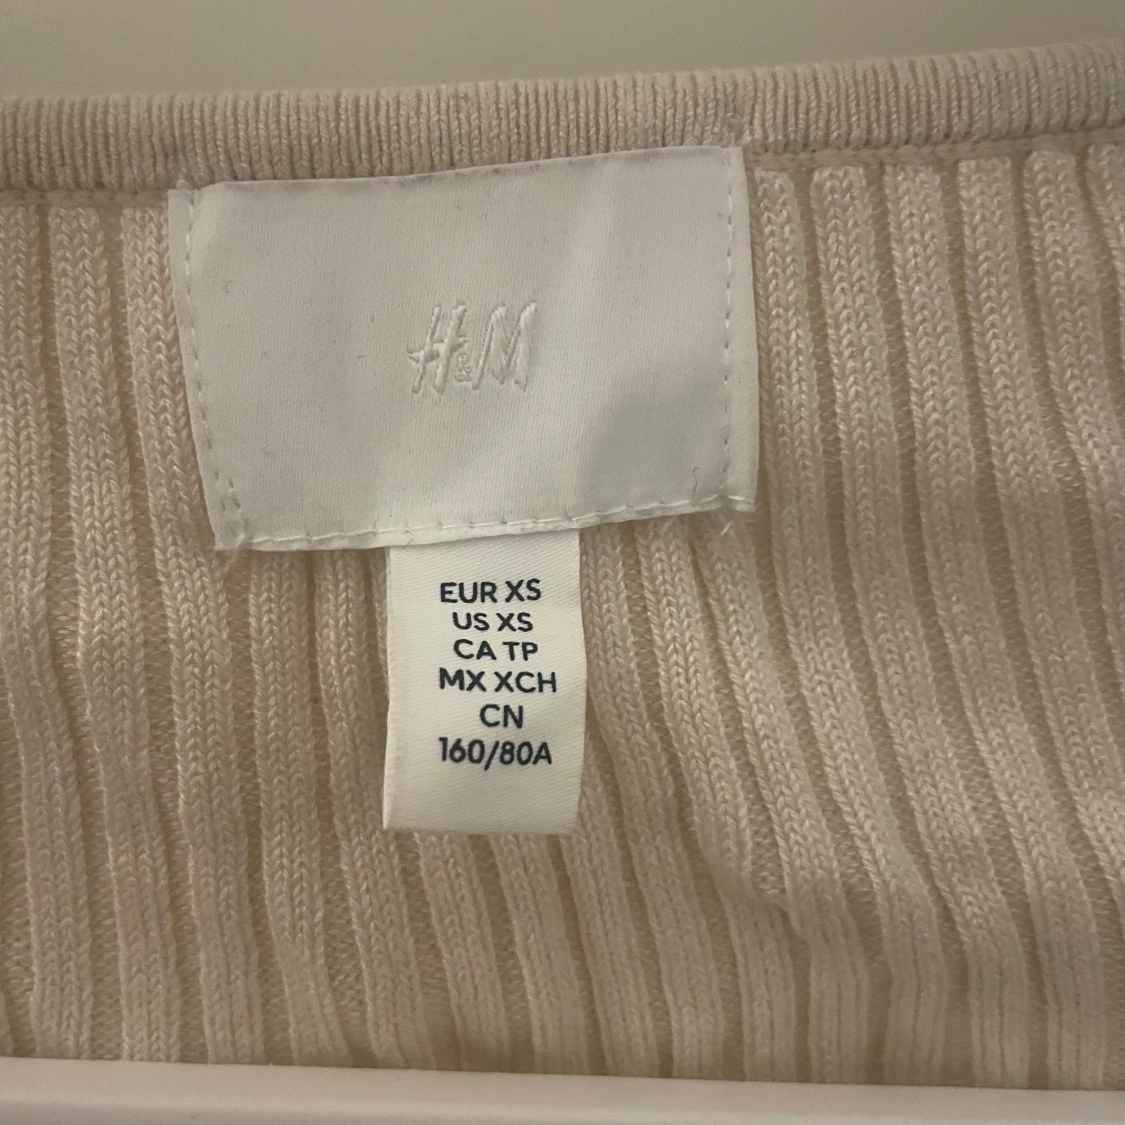 H&M
EUR XS
US XS
CA TP
MX XCH
CN
160/80A